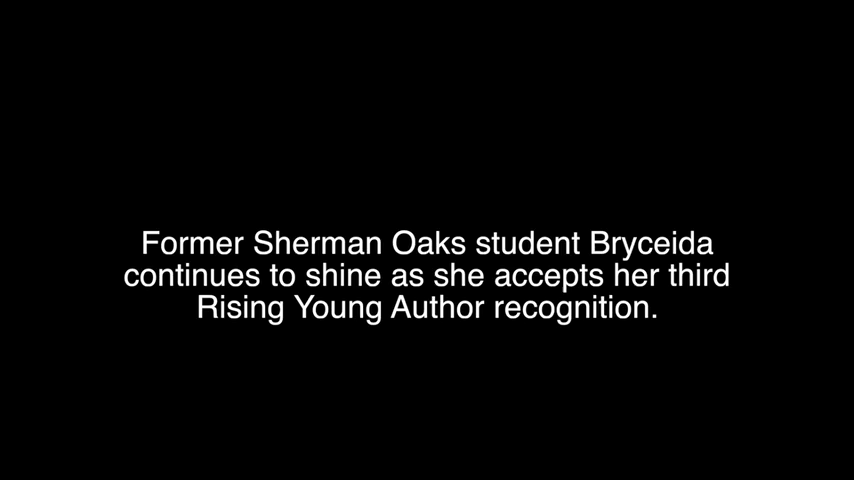 Former Sherman Oaks student Bryceida
continues to shine as she accepts her third
Rising Young Author recognition.